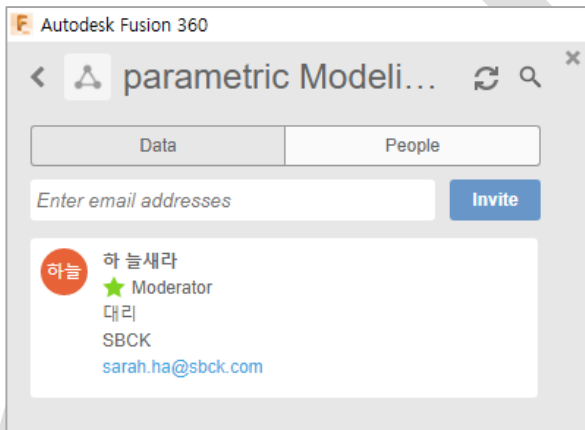 Autodesk Fusion 360
parametric Modeli...
Data
People
Enter email addresses
Invite
하늘
하 늘새라
Moderator
대리
SBCK
sarah.ha@sbck.com